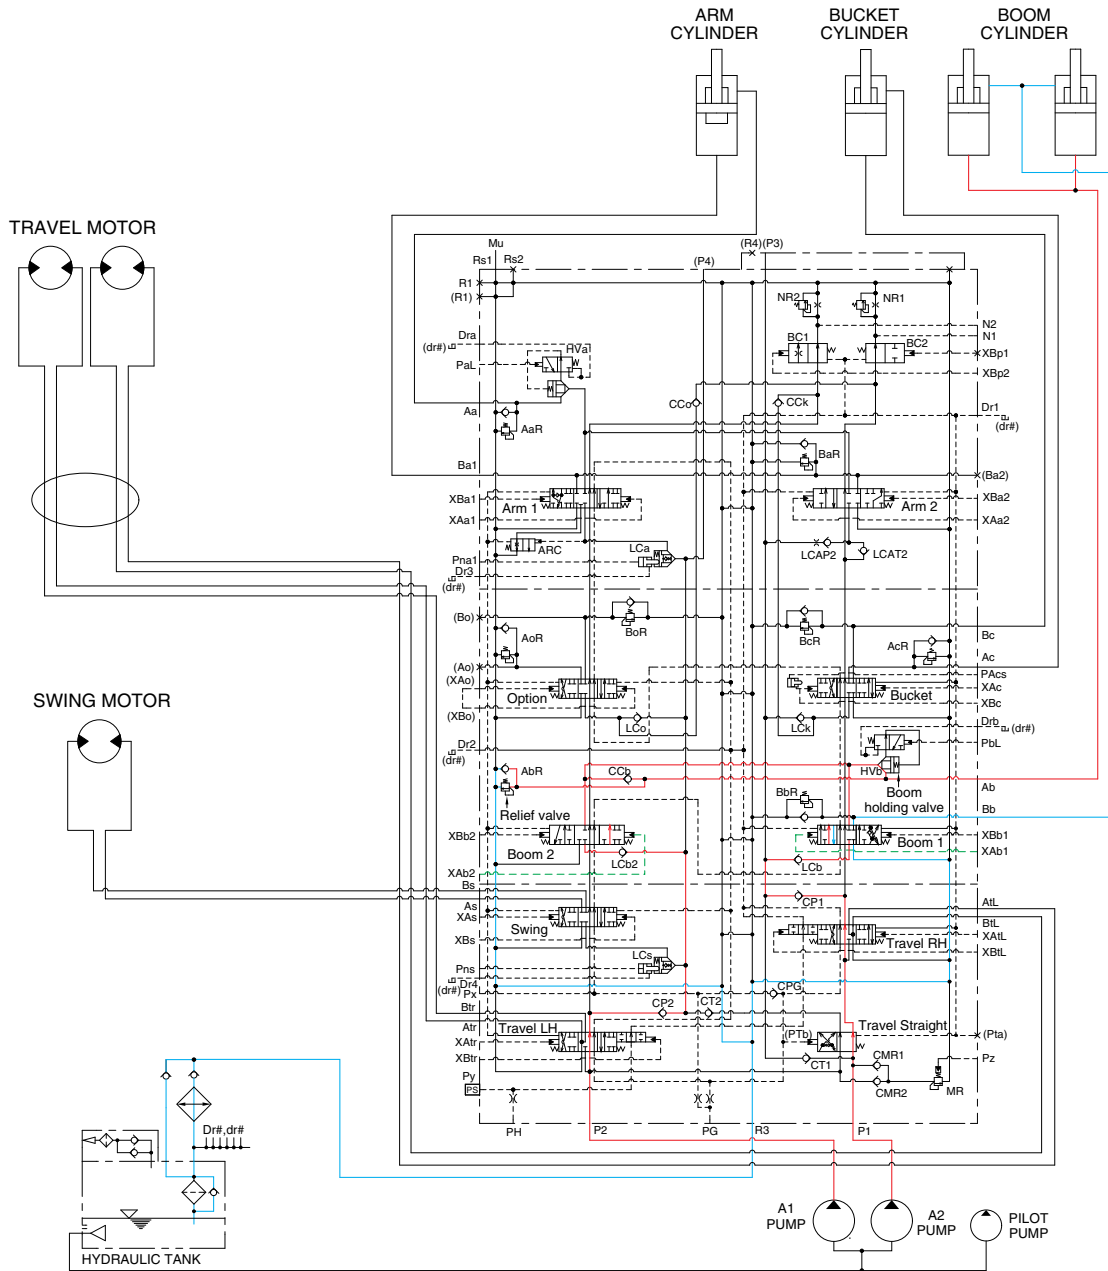 ARM
CYLINDER
BUCKET
CYLINDER
BOOM
CYLINDER
TRAVEL MOTOR
Mu
Rs1
Rs2
(P4)
(R4)(P3)
R1
(R1)
NR2
NR1
N2
N1
Dra
(dr#)
HVa
BC1
BC2
XBp1
PaL
XBp2
CCo
CCk
Dr1
(dr#)
Aa
AaR
BaR
Ba1
(Ba2)
XBa1
Arm 1
Arm 2
XBa2
XAa1
XAa2
ARC
LCa
LCAP2
LCAT2
Pna1
Dr3
(dr#)
(Bo)
BoR
BcR
Bc
AoR
AcR
Ac
(Ao)
PAcs
(XAo)
XAc
Option
Bucket
XBc
(XBo)
LCo
LCk
Drb
(dr#)
Dr2
(dr#)
PbL
SWING MOTOR
AbR
CCb
HVb
Ab
Relief valve
BbR
Boom
holding valve
Bb
XBb2
XBb1
Boom 2
Boom 1
XAb1
LCb2
LCb
XAb2
Bs
CP1
As
AtL
XAs
BtL
Swing
Travel RH
XAtL
XBs
XBtL
LCs
Pns
Dr4
(dr#)
Px
CPG
Btr
CP2
CT2
Atr
Travel LH
(PTb)
Travel Straight
(Pta)
XAtr
XBtr
CT1
CMR1
Pz
Py
CMR2
MR
PS
PH
P2
PG
R3
P1
Dr#,dr#
A1
PUMP
A2
PUMP
PILOT
PUMP
HYDRAULIC TANK